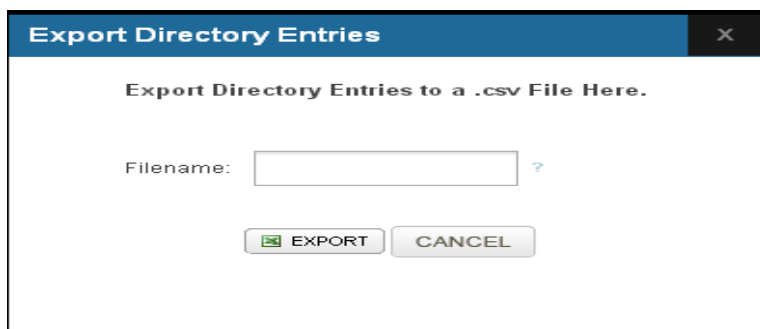 Export Directory Entries x
Export Directory Entries to a .csv File Here.
Filename: ?
EXPORT CANCEL